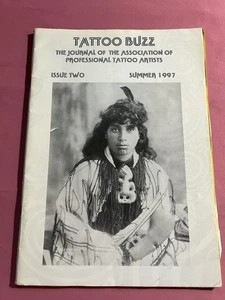 TATTOO BUZZ
THE JOURNAL OF THE ASSOCIATION OF
PROFESSIONAL TATTOO ARTISTS
ISSUE TWO SUMMER 1997